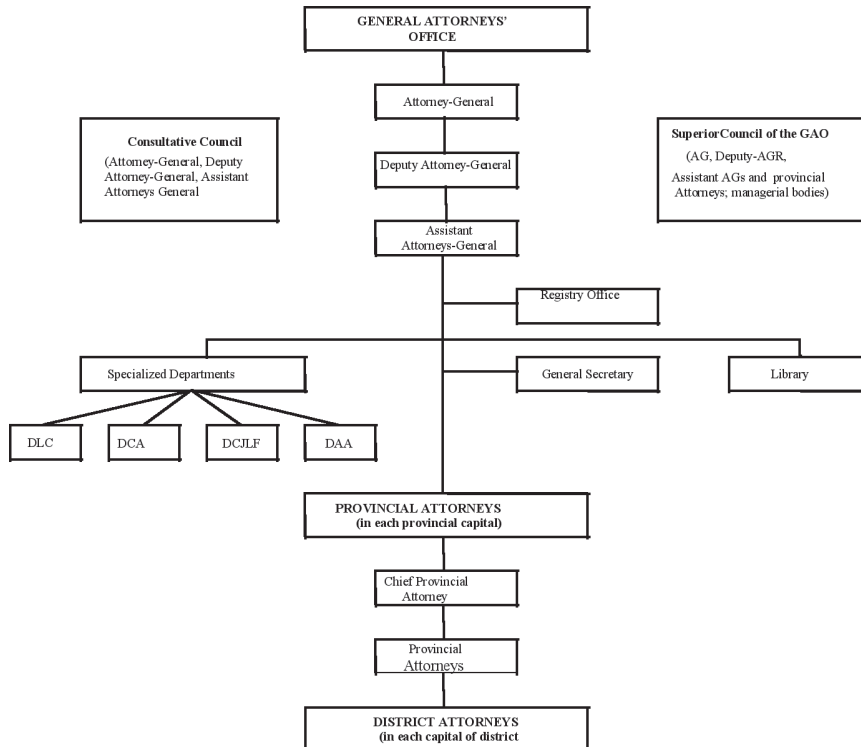 GENERAL ATTORNEYS'
OFFICE
Attorney-General
Consultative Council
(Attorney-General, Deputy
Attorney-General, Assistant
Attorneys General
SuperiorCouncil of the GAO
(AG, Deputy-AGR,
Assistant AGs and provincial
Attorneys; managerial bodies)
Deputy Attorney-General
Assistant
Attorneys-General
Registry Office
Specialized Departments
General Secretary
Library
DLC
DCA
DCJLF
DAA
PROVINCIAL ATTORNEYS
(in each provincial capital)
Chief Provincial
Attorney
Provincial
Attorneys
DISTRICT ATTORNEYS
(in each capital of district